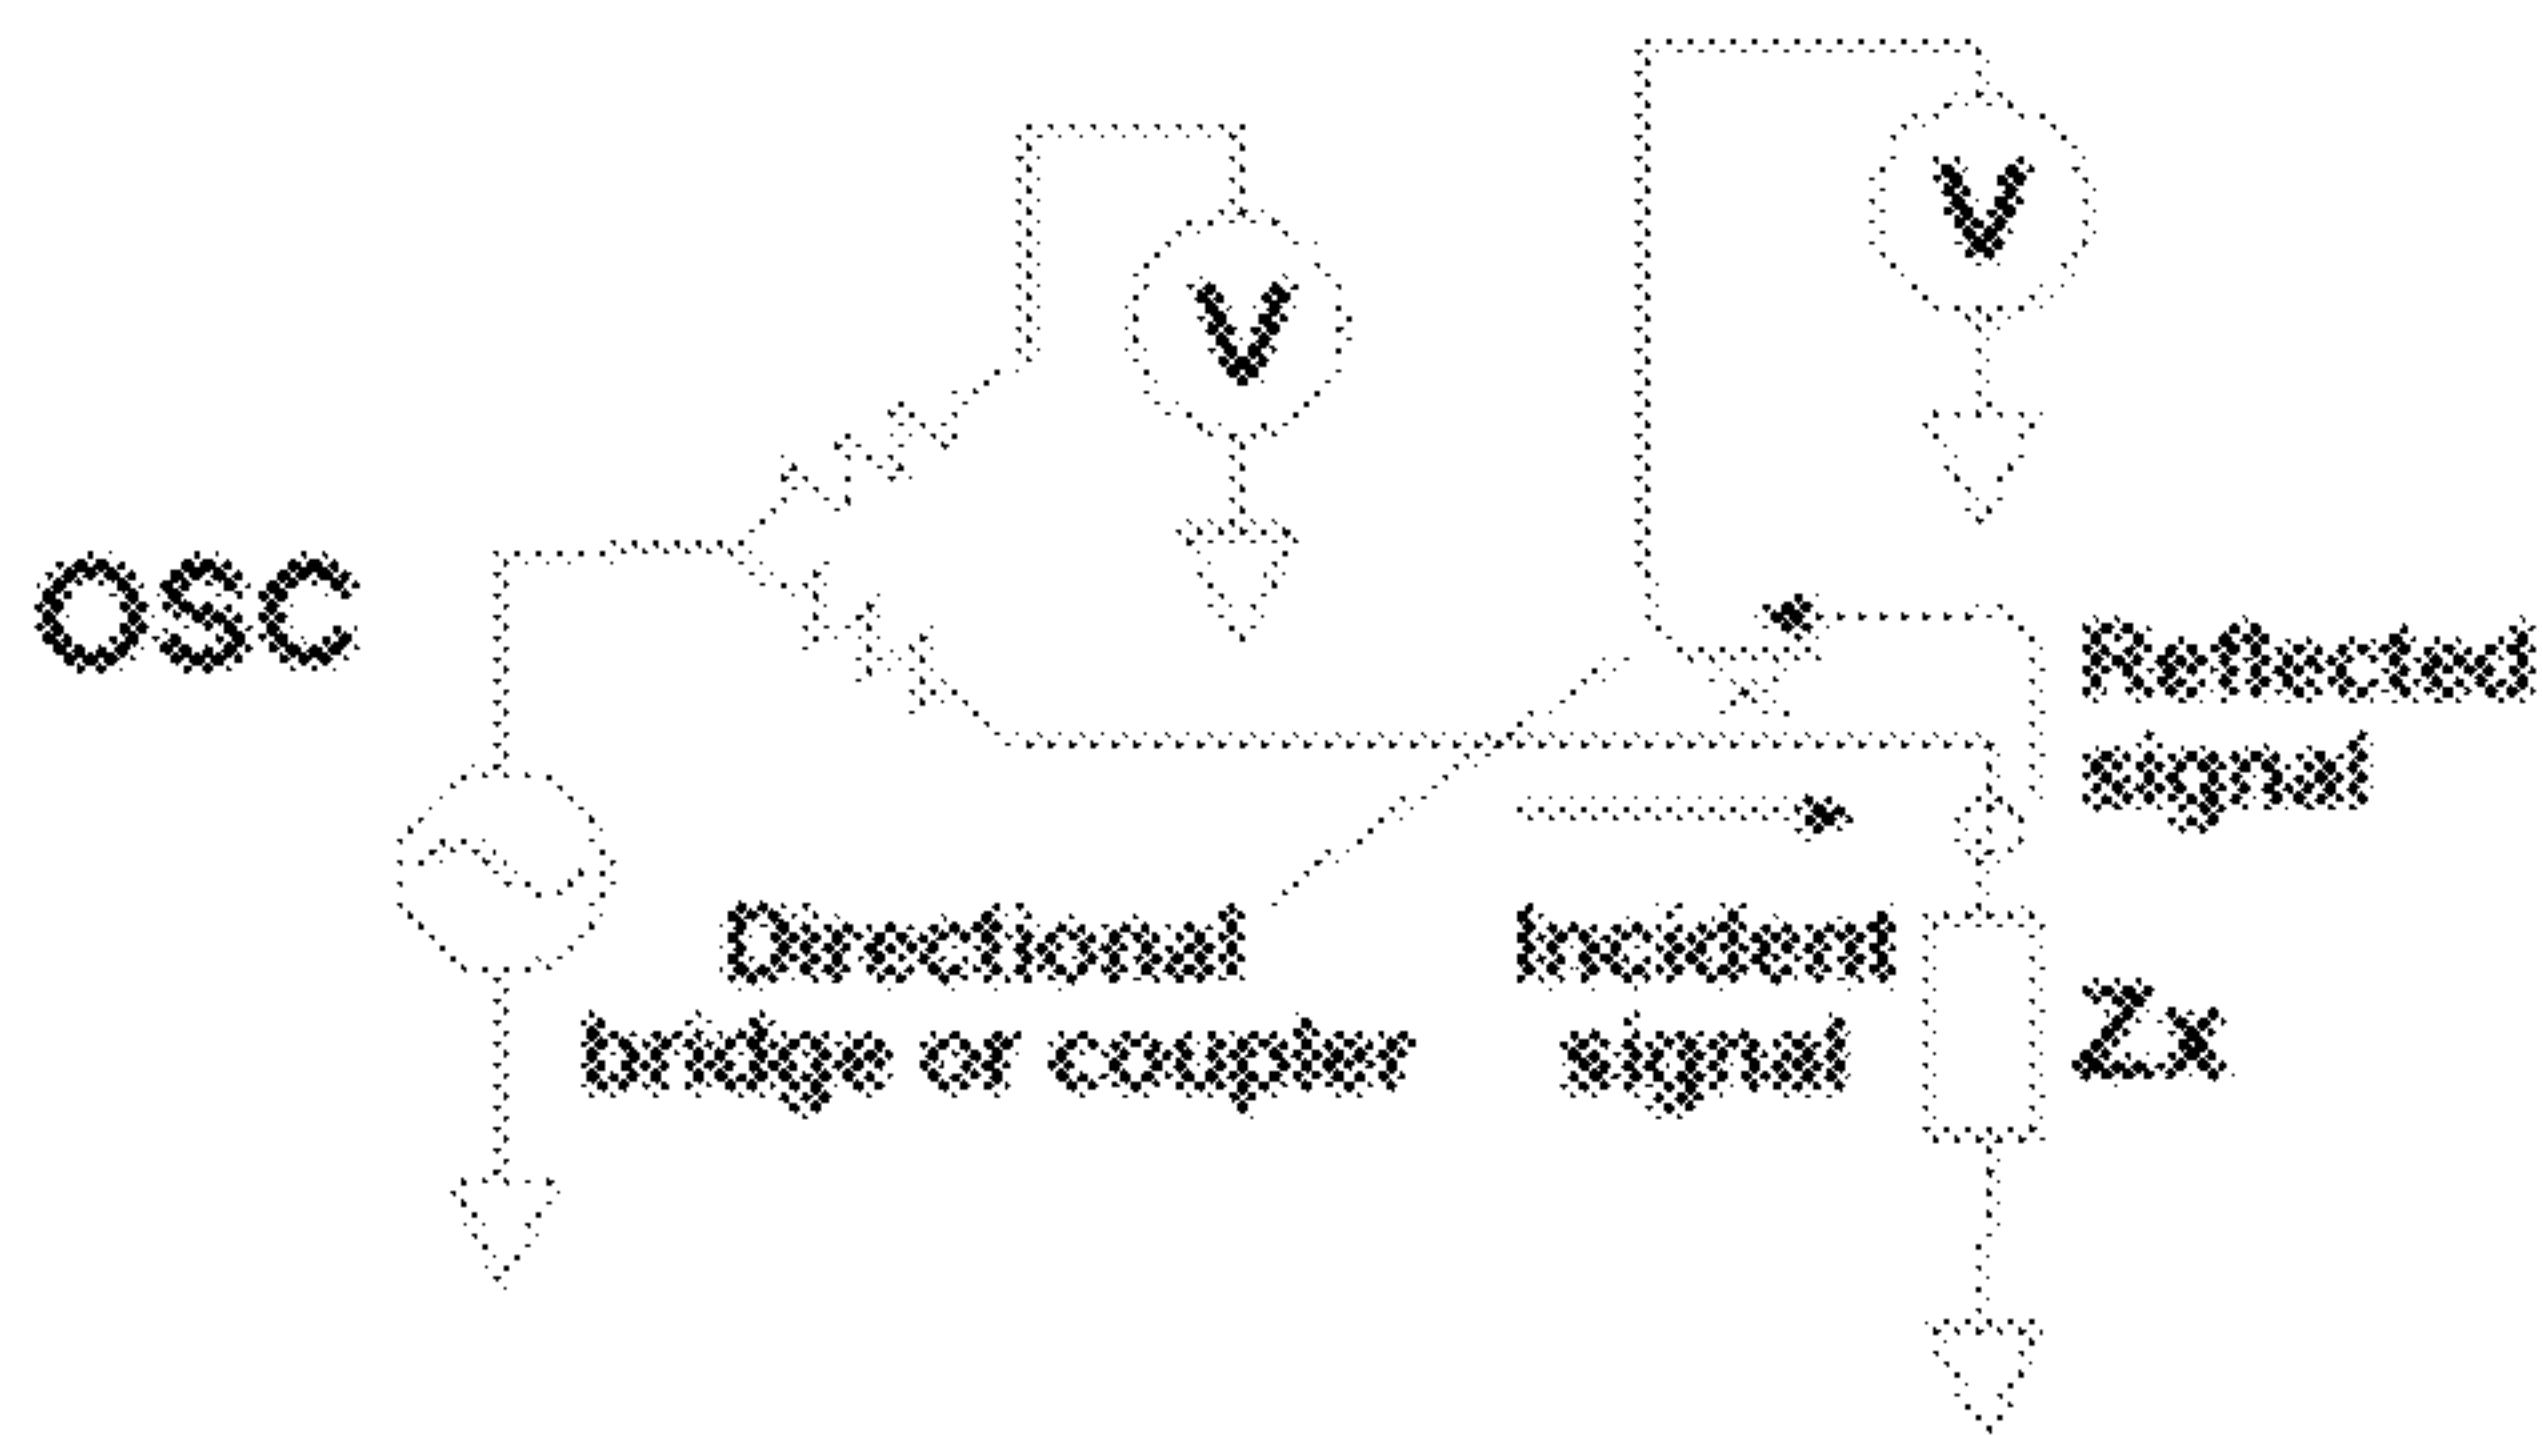 V
V
OSC
Reflected
signal
Directional
bridge or coupler
Incident
signal
Zx